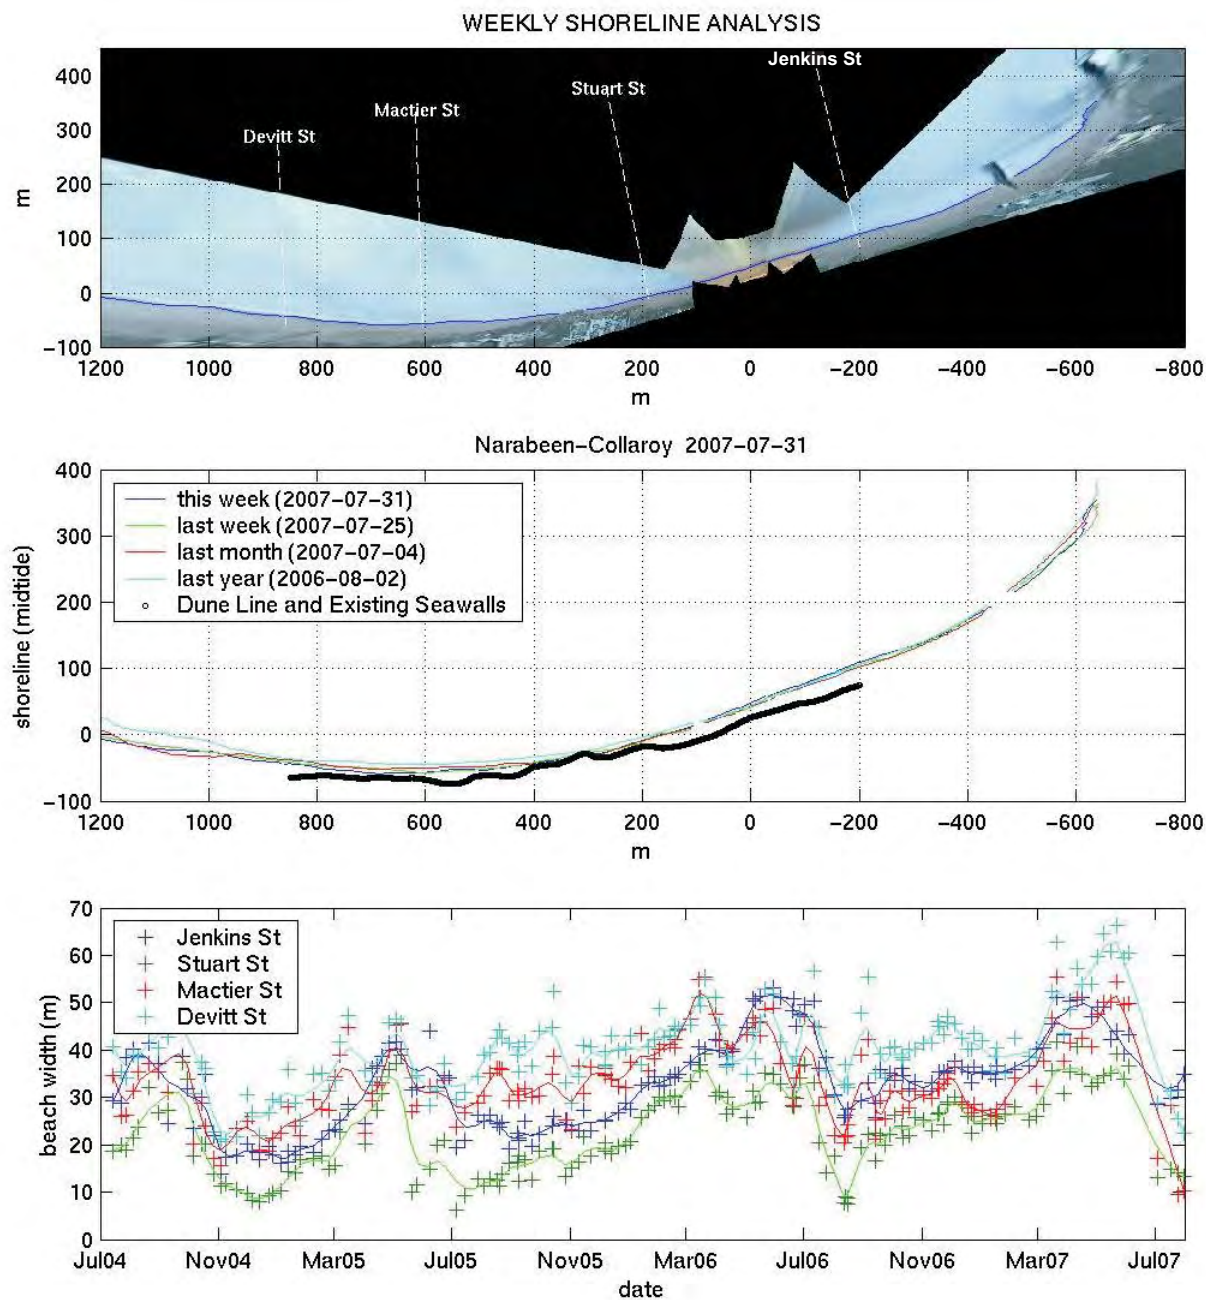 WEEKLY SHORELINE ANALYSIS
400
300
200
100
0
−100
m
Devitt St
Mactier St
Stuart St
Jenkins St
1200 1000 800 600 400 200 0 −200 −400 −600 −800
m
Narabeen−Collaroy 2007−07−31
400
300
200
100
0
−100
shoreline (midtide)
this week (2007−07−31)
last week (2007−07−25)
last month (2007−07−04)
last year (2006−08−02)
Dune Line and Existing Seawalls
1200 1000 800 600 400 200 0 −200 −400 −600 −800
m
70
60
50
40
30
20
10
0
beach width (m)
Jenkins St
Stuart St
Mactier St
Devitt St
Jul04 Nov04 Mar05 Jul05 Nov05 Mar06 Jul06 Nov06 Mar07 Jul07
date